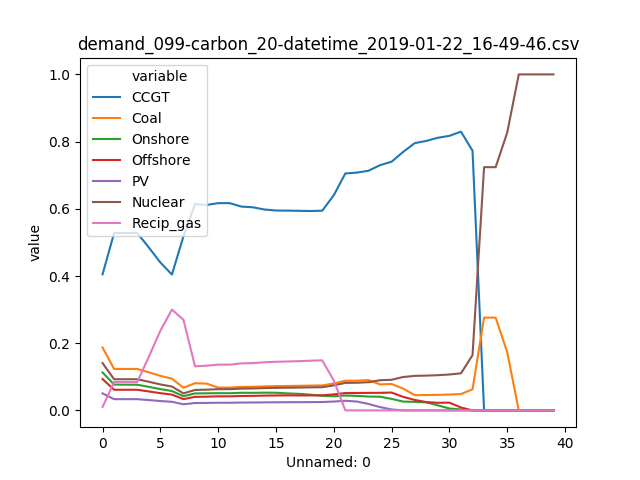 demand_099-carbon_20-datetime_2019-01-22_16-49-46.csv
1.0
0.8
0.6
0.4
0.2
0.0
value
variable
CCGT
Coal
Onshore
Offshore
PV
Nuclear
Recip_gas
0 5 10 15 20 25 30 35 40
Unnamed: 0